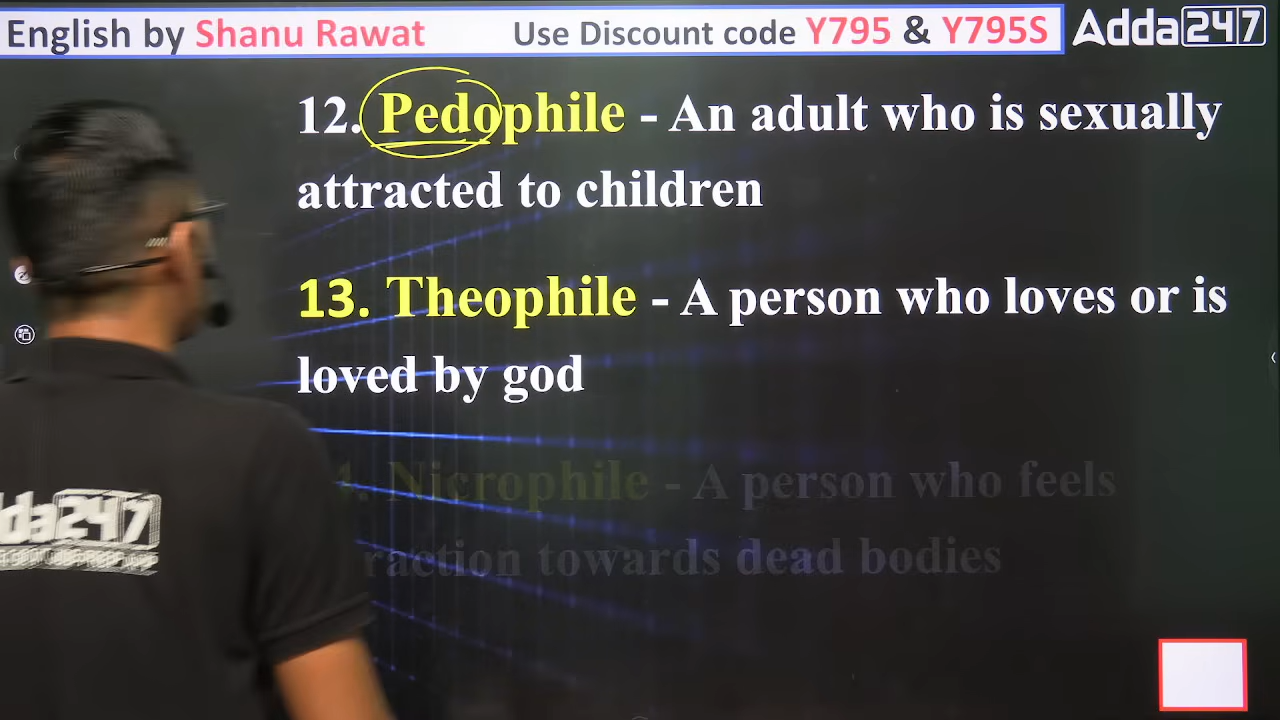 English by Shanu Rawat Use Discount code Y795 & Y795S Adda247
12. Pedophile - An adult who is sexually
attracted to children
13. Theophile - A person who loves or is
loved by god
4. Nicrophile - A person who feels
raction towards dead bodies
dda247